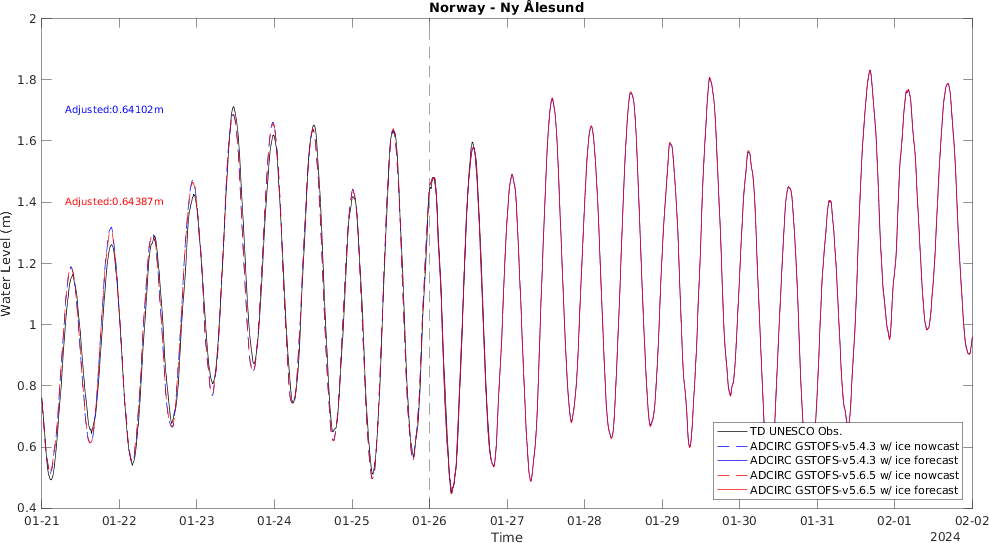 Norway - Ny Ålesund
2
1.8
1.6
1.4
1.2
1
0.8
0.6
0.4
Water Level (m)
Adjusted:0.64102m
Adjusted:0.64387m
TD UNESCO Obs.
ADCIRC GSTOFS-v5.4.3 w/ ice nowcast
ADCIRC GSTOFS-v5.4.3 w/ ice forecast
ADCIRC GSTOFS-v5.6.5 w/ ice nowcast
ADCIRC GSTOFS-v5.6.5 w/ ice forecast
01-21 01-22 01-23 01-24 01-25 01-26 01-27 01-28 01-29 01-30 01-31 02-01 02-02
Time
2024